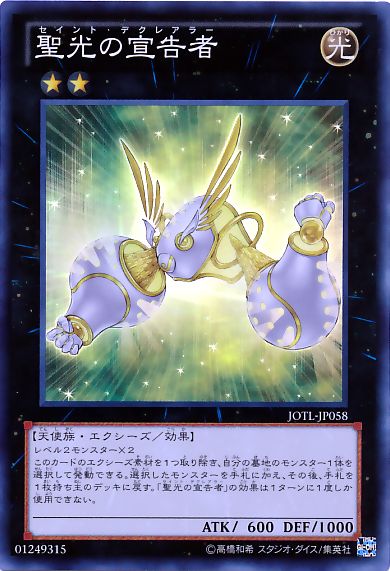 セイント・デクレアラー
聖光の宣告者
ひかり
光
JOTL-JP058
【天使族・エクシーズ/効果】
レベル2モンスター×2
このカードのエクシーズ素材を1つ取り除き、自分の墓地のモンスター1体を
選択して発動できる。選択したモンスターを手札に加え、その後、手札を
1枚持ち主のデッキに戻す。「聖光の宣告者」の効果は1ターンに1度しか
使用できない。
ATK/ 600 DEF/1000
01249315
©高橋和希 スタジオ・ダイス/集英社